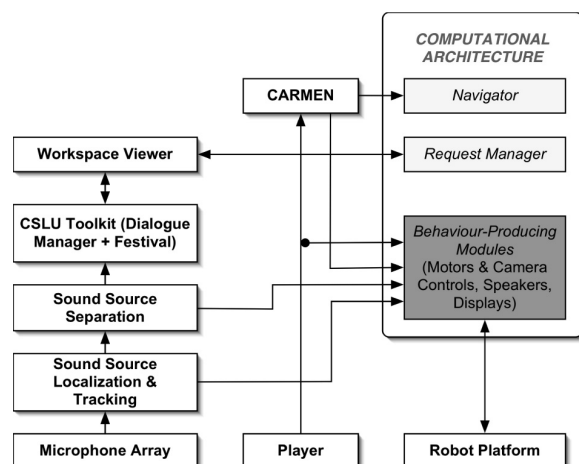 COMPUTATIONAL
ARCHITECTURE
CARMEN
Navigator
Workspace Viewer
Request Manager
CSLU Toolkit (Dialogue
Manager + Festival)
Behaviour-Producing
Modules
(Motors & Camera
Controls, Speakers,
Displays)
Sound Source
Separation
Sound Source
Localization &
Tracking
Microphone Array
Player
Robot Platform